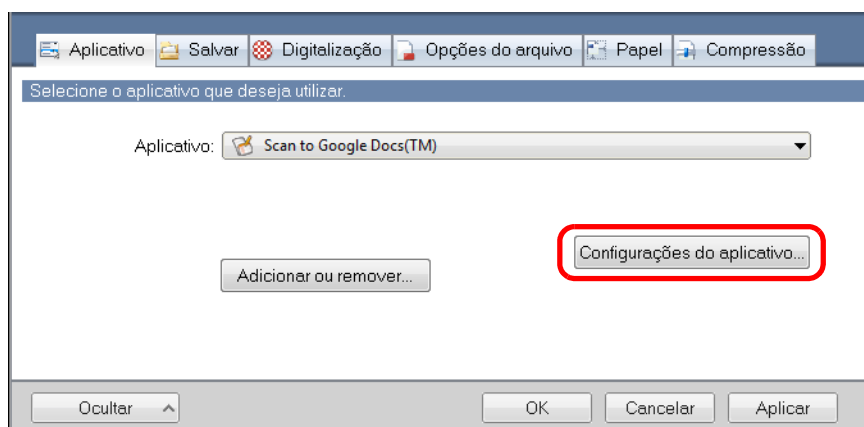 Aplicativo Salvar Digitalização Opções do arquivo Papel Compressão
Selecione o aplicativo que deseja utilizar.
Aplicativo: Scan to Google Docs(TM)
Configurações do aplicativo...
Adicionar ou remover...
Ocultar OK Cancelar Aplicar